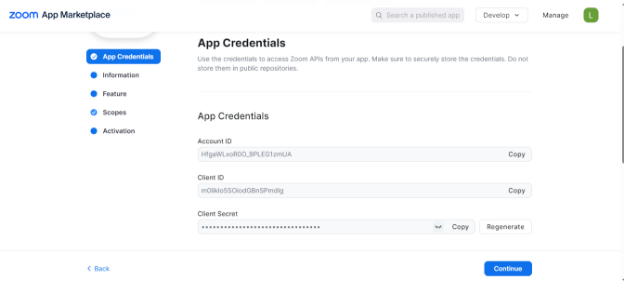 zoom App Marketplace
Search a published app
Develop
Manage
L
App Credentials
Information
Feature
Scopes
Activation
App Credentials
Use the credentials to access Zoom APIs from your app. Make sure to securely store the credentials. Do not
store them in public repositories.
App Credentials
Account ID
Copy
Client ID
Copy
Client Secret
Copy
Regenerate
Back
Continue